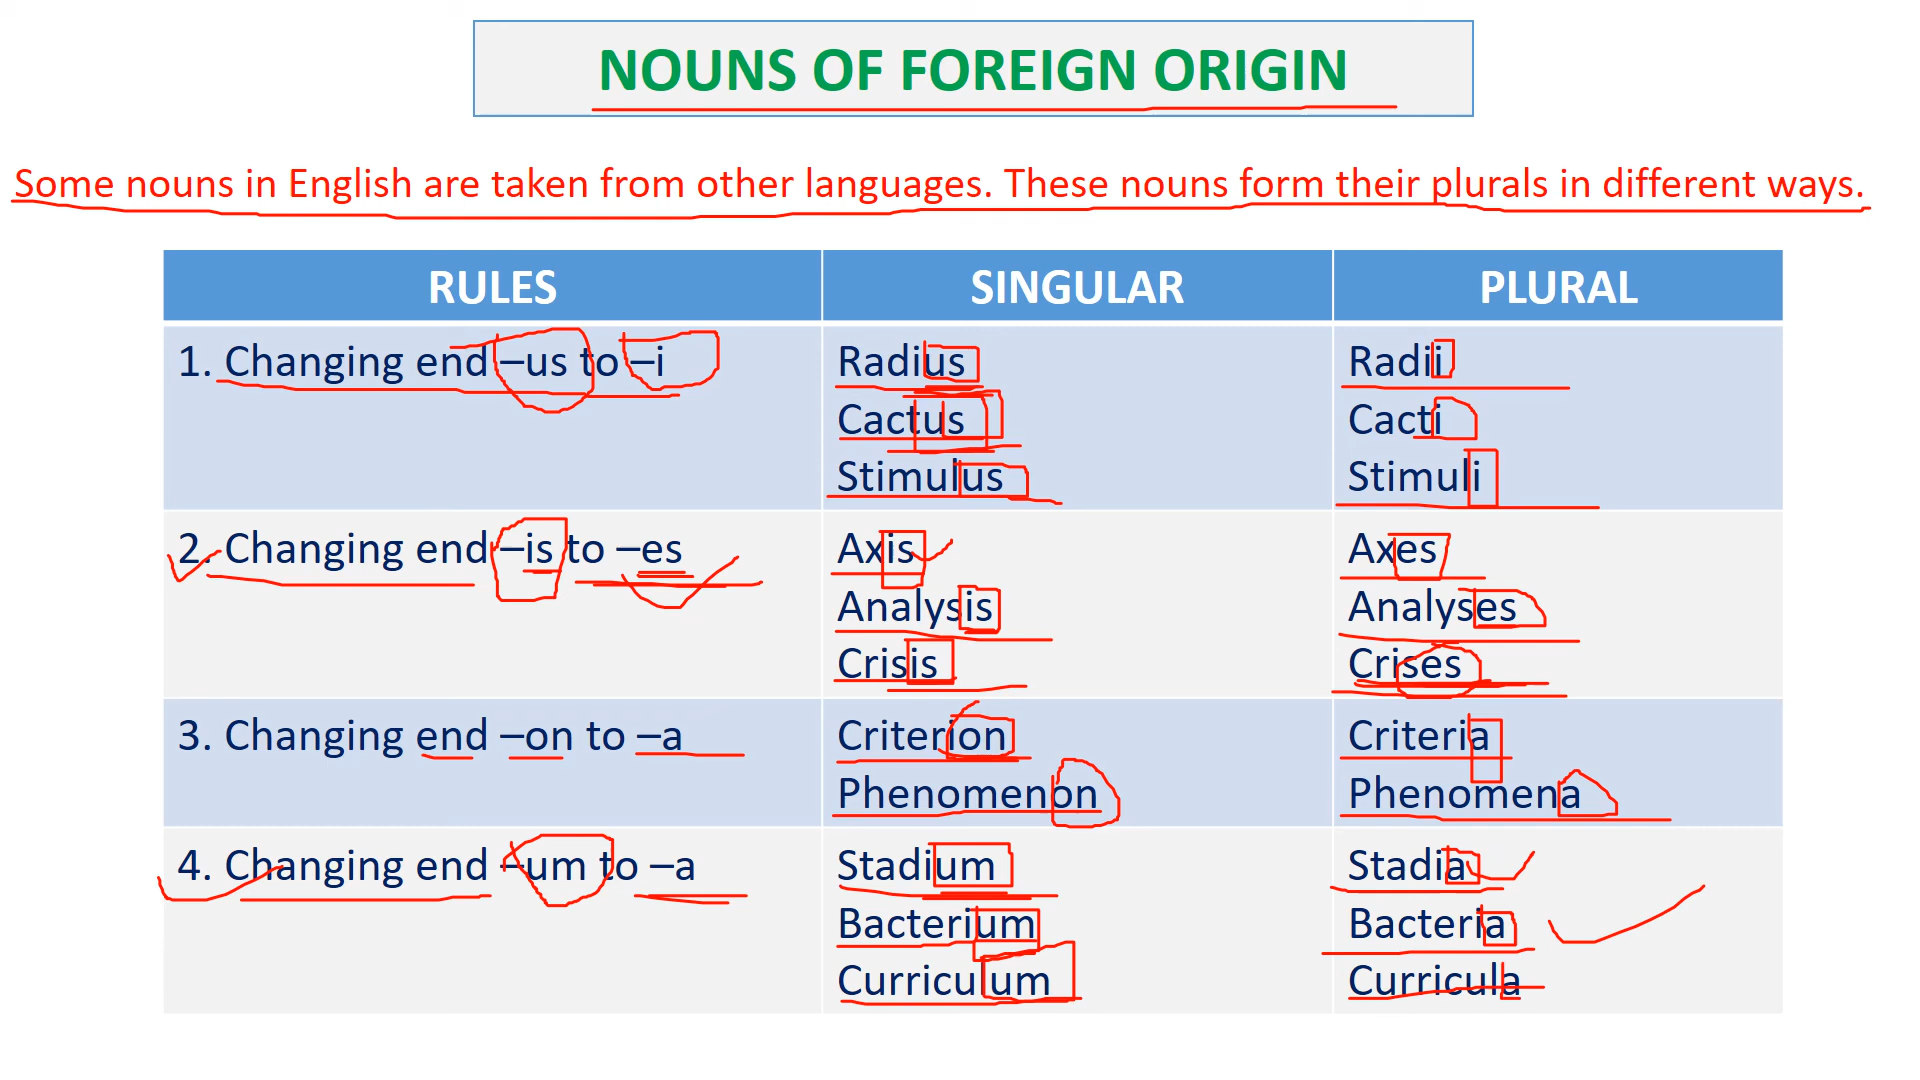 NOUNS OF FOREIGN ORIGIN
Some nouns in English are taken from other languages. These nouns form their plurals in different ways.
RULES SINGULAR PLURAL
1. Changing end –us to –i Radius Radii
Cactus Cacti
Stimulus Stimuli
2. Changing end –is to –es Axis Axes
Analysis Analyses
Crisis Crises
3. Changing end –on to –a Criterion Criteria
Phenomenon Phenomena
4. Changing end –um to –a Stadium Stadia
Bacterium Bacteria
Curriculum Curricula